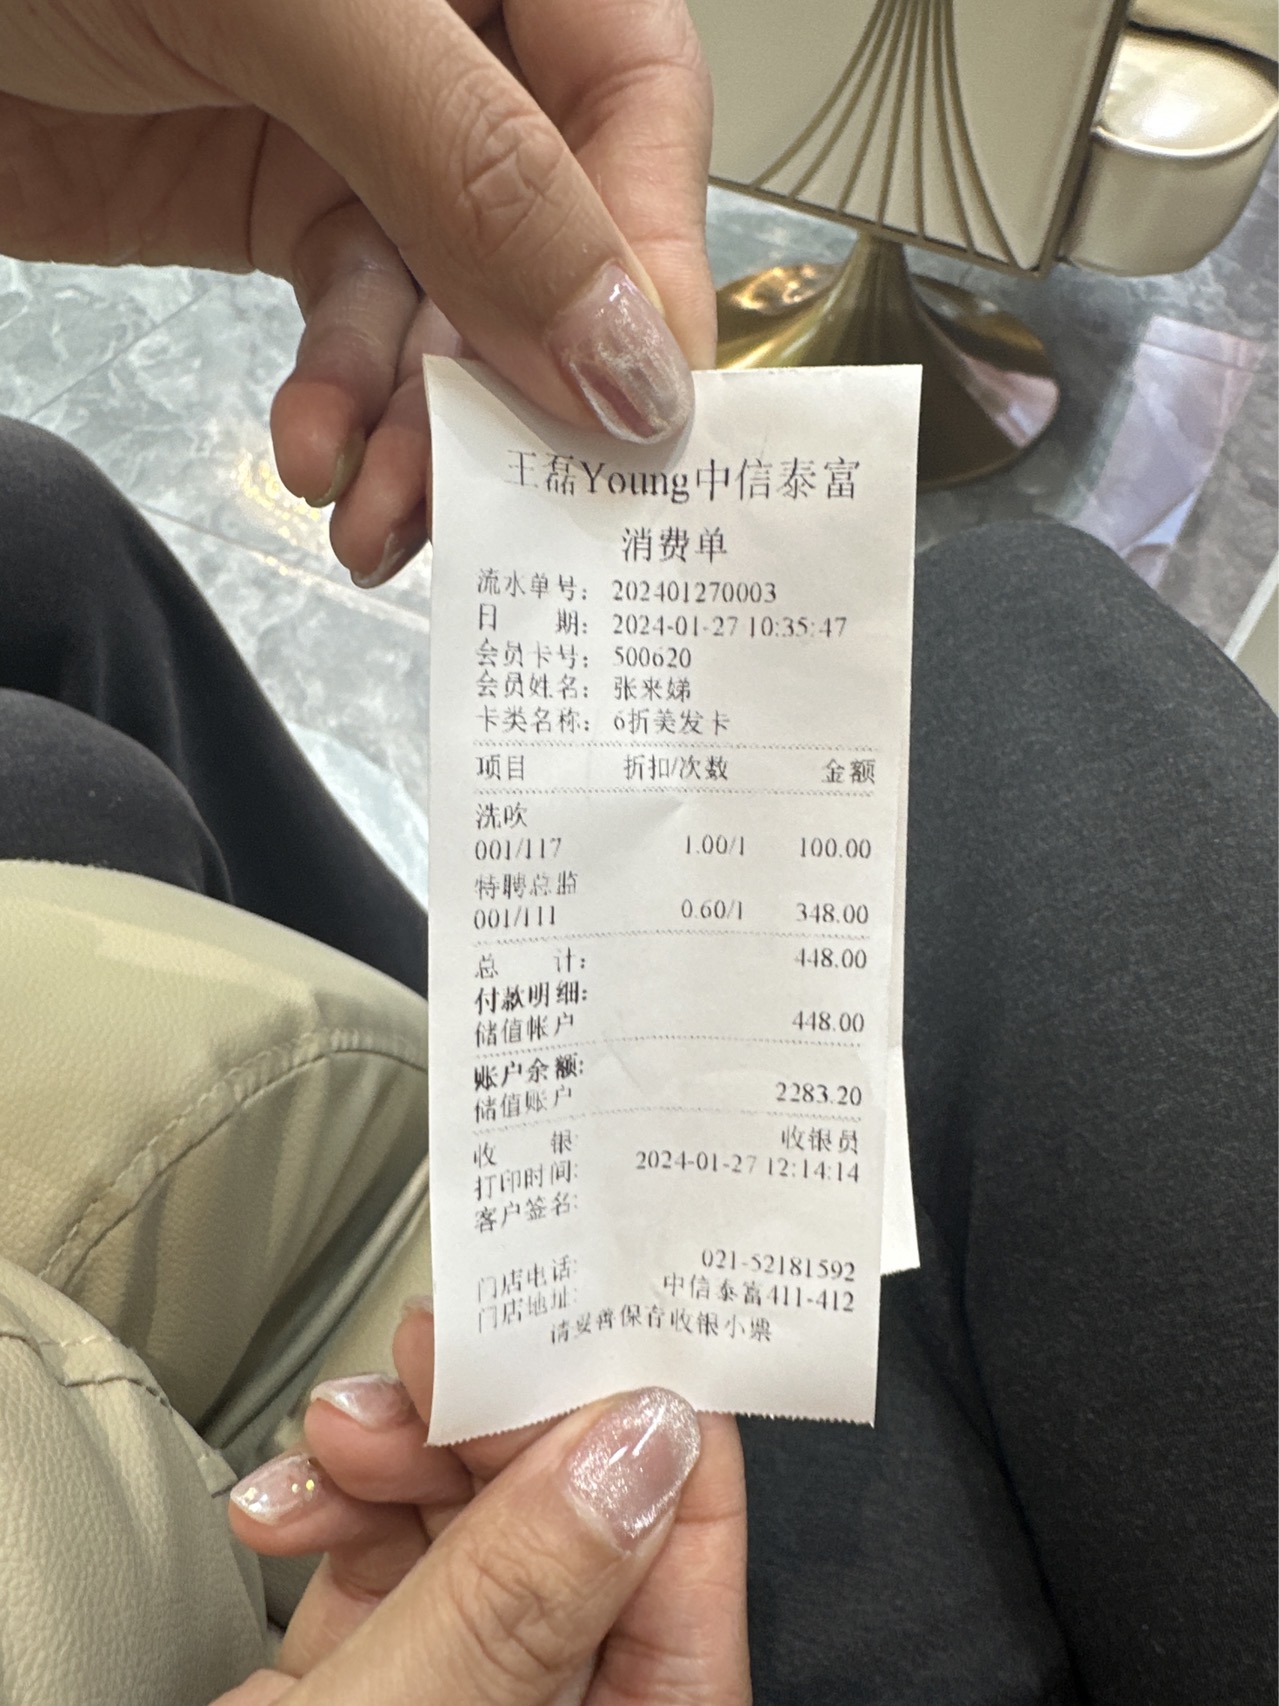 王磊Young中信泰富
消费单
流水单号： 202401270003
日 期： 2024-01-27 10:35:47
会员卡号： 500620
会员姓名： 张来娣
卡类名称： 6折美发卡
项目 折扣/次数 金额
洗吹
001/117 1.00/1 100.00
特聘总监
001/111 0.60/1 348.00
总 计： 448.00
付款明细:
储值帐户 448.00
账户余额:
储值账户 2283.20
收 银: 收银员
打印时间: 2024-01-27 12:14:14
客户签名:
门店电话: 021-52181592
门店地址: 中信泰富411-412
请妥善保存收银小票